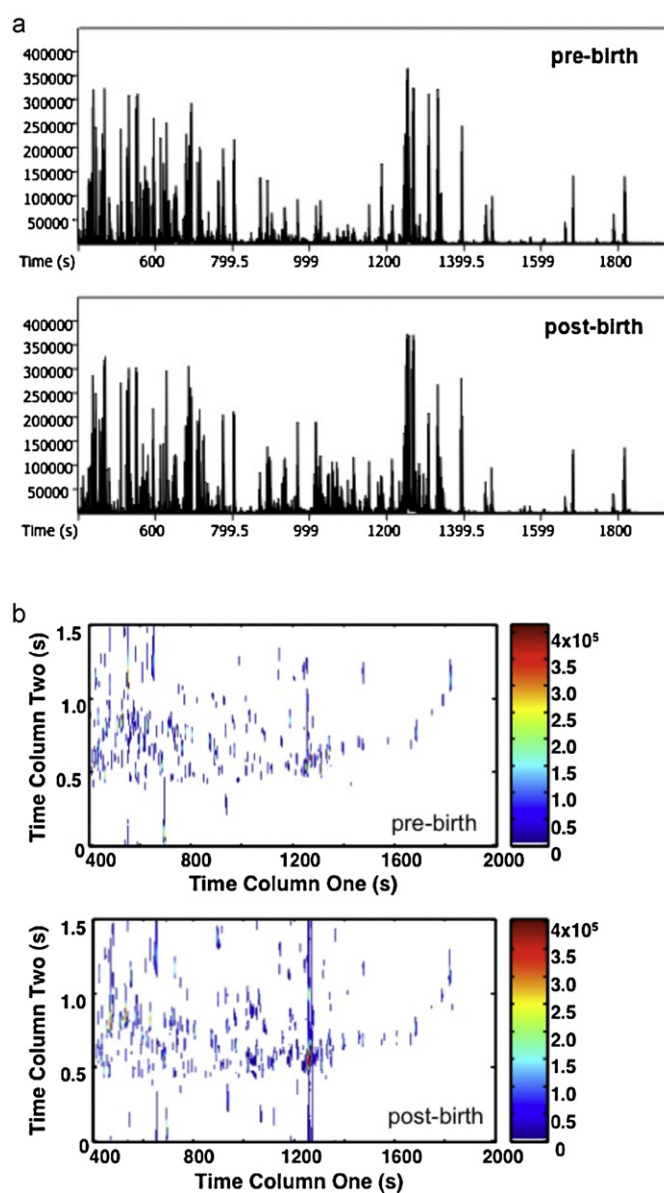 a
pre-birth
400000
350000
300000
250000
200000
150000
100000
50000
Time (s) 600 799.5 999 1200 1399.5 1599 1800
post-birth
400000
350000
300000
250000
200000
150000
100000
50000
Time (s) 600 799.5 999 1200 1399.5 1599 1800
b
Time Column Two (s)
1.5
1.0
0.5
0
pre-birth
400 800 1200 1600 2000
Time Column One (s)
4x10⁵
3.5
3.0
2.5
2.0
1.5
1.0
0.5
0
Time Column Two (s)
1.5
1.0
0.5
0
post-birth
400 800 1200 1600 2000
Time Column One (s)
4x10⁵
3.5
3.0
2.5
2.0
1.5
1.0
0.5
0